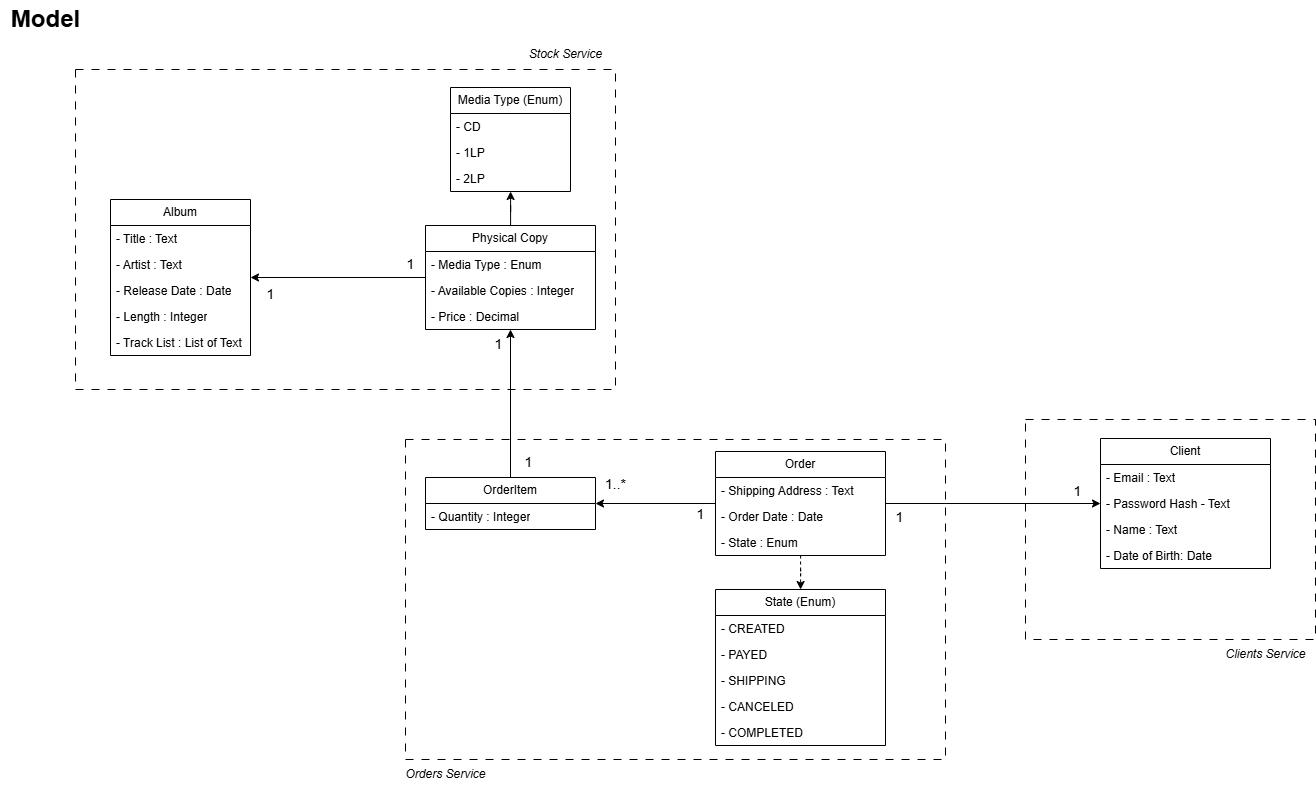 Model
Stock Service
Media Type (Enum)
- CD
- 1LP
- 2LP
Album
- Title : Text
- Artist : Text
- Release Date : Date
- Length : Integer
- Track List : List of Text
1
1
Physical Copy
- Media Type : Enum
- Available Copies : Integer
- Price : Decimal
1
1
OrderItem
- Quantity : Integer
1..*
1
Order
- Shipping Address : Text
- Order Date : Date
- State : Enum
1
1
Client
- Email : Text
- Password Hash - Text
- Name : Text
- Date of Birth: Date
Clients Service
State (Enum)
- CREATED
- PAYED
- SHIPPING
- CANCELED
- COMPLETED
Orders Service